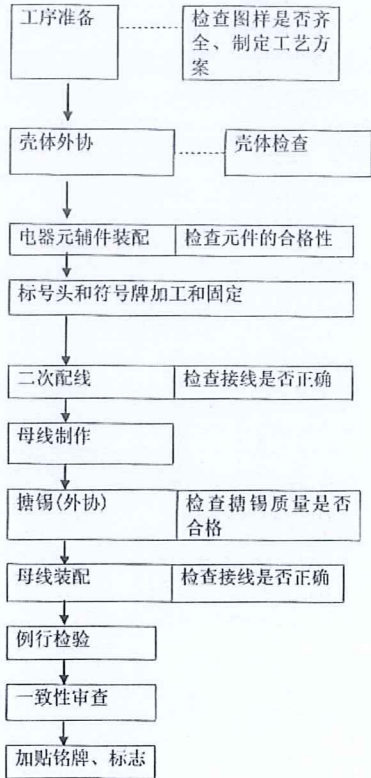 工序准备
检查图样是否齐
全、制定工艺方
案
壳体外协
壳体检查
电器元辅件装配
检查元件的合格性
标号头和符号牌加工和固定
二次配线
检查接线是否正确
母线制作
搪锡(外协)
检查搪锡质量是否
合格
母线装配
检查接线是否正确
例行检验
一致性审查
加贴铭牌、标志